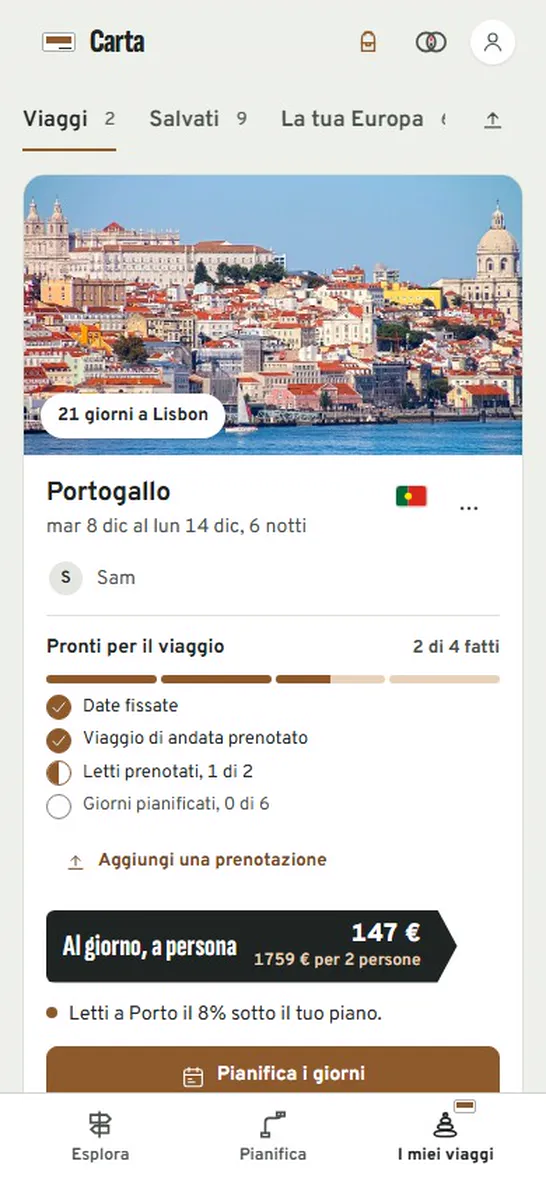 Carta
Viaggi 2 Salvati 9 La tua Europa
21 giorni a Lisbon
Portogallo
mar 8 dic al lun 14 dic, 6 notti
S Sam
Pronti per il viaggio 2 di 4 fatti
Date fissate
Viaggio di andata prenotato
Letti prenotati, 1 di 2
Giorni pianificati, 0 di 6
Aggiungi una prenotazione
Al giorno, a persona 147 €
1759 € per 2 persone
Letti a Porto il 8% sotto il tuo piano.
Pianifica i giorni
Esplora Pianifica I miei viaggi